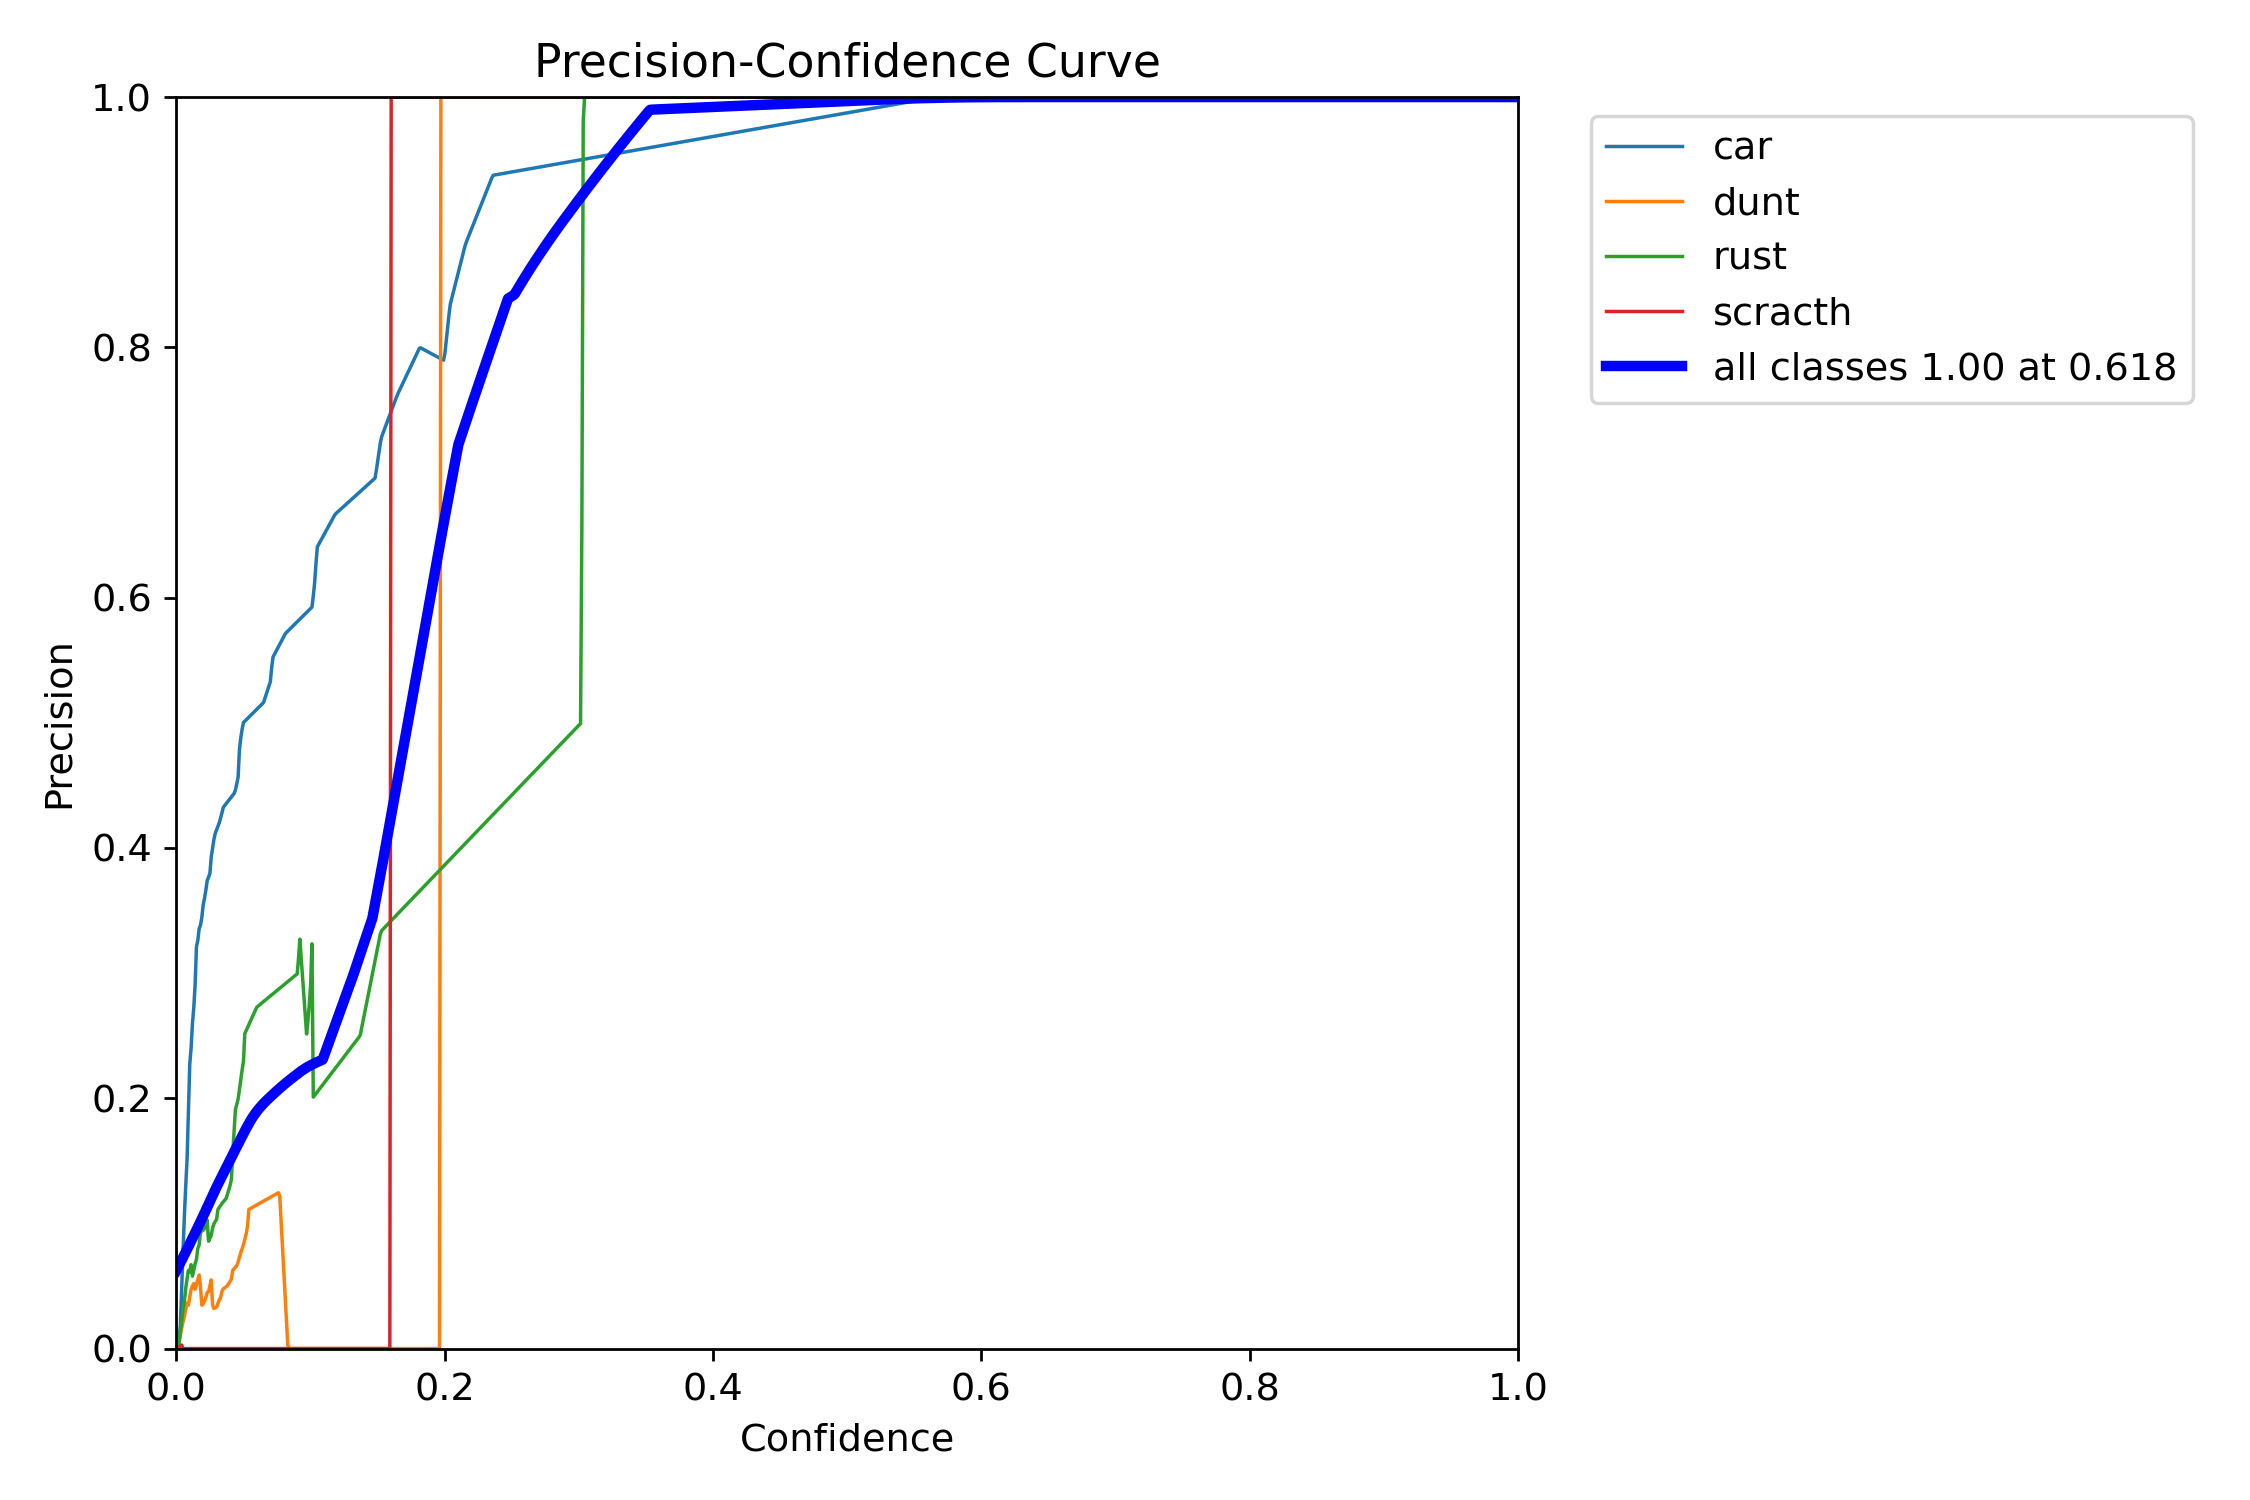 Precision-Confidence Curve
1.0
0.8
0.6
0.4
0.2
0.0
Precision
0.0 0.2 0.4 0.6 0.8 1.0
Confidence
car
dunt
rust
scracth
all classes 1.00 at 0.618